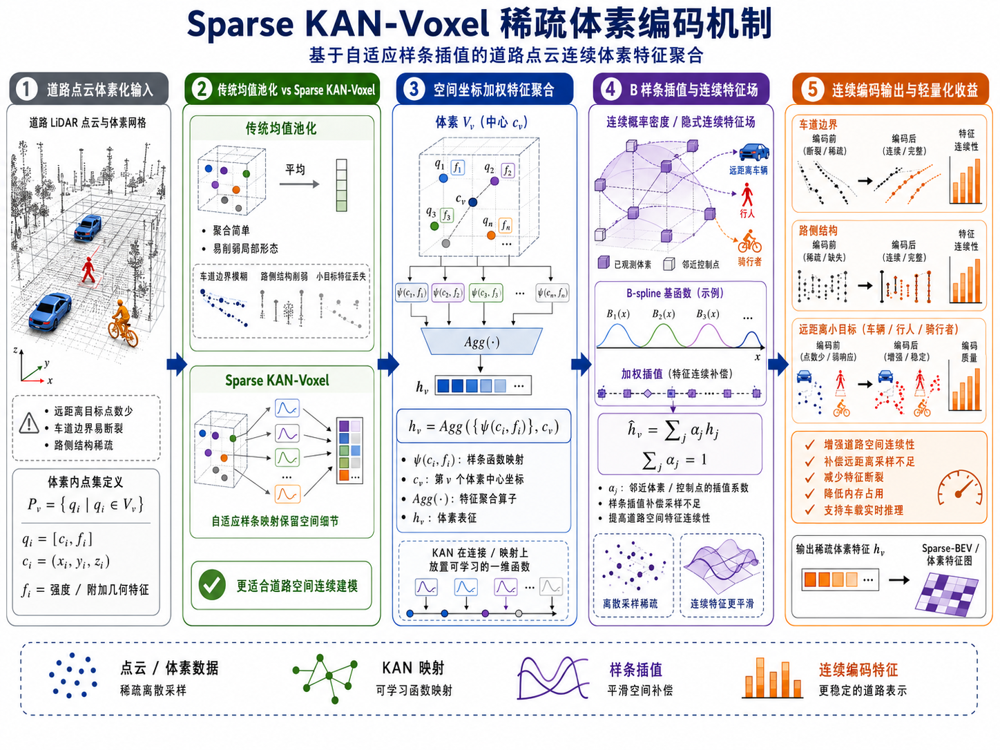 Sparse KAN-Voxel 稀疏体素编码机制
基于自适应样条插值的道路点云连续体素特征聚合
1 道路点云体素化输入
道路 LiDAR 点云与体素网格
z
y
x
• 远距离目标点数少
• 车道边界易断裂
• 路侧结构稀疏
体素内点集定义
P_v = { q_i | q_i ∈ V_v }
q_i = [c_i, f_i]
c_i = (x_i, y_i, z_i)
f_i = 强度 / 附加几何特征
2 传统均值池化 vs Sparse KAN-Voxel
传统均值池化
平均
• 聚合简单
• 易削弱局部形态
车道边界模糊 路侧结构削弱 小目标特征丢失
Sparse KAN-Voxel
...
...
自适应样条映射保留空间细节
更适合道路空间连续建模
3 空间坐标加权特征聚合
体素 V_v (中心 c_v)
q_1 f_1 q_2 f_2
c_v
q_3 f_3 q_n f_n
...
ψ(c_1, f_1) ψ(c_2, f_2) ψ(c_3, f_3) ... ψ(c_n, f_n)
Agg(·)
h_v ...
h_v = Agg({ψ(c_i, f_i)}, c_v)
• ψ(c_i, f_i)：样条函数映射
• c_v：第 v 个体素中心坐标
• Agg(·)：特征聚合算子
• h_v：体素表征
KAN 在连接 / 映射上
放置可学习的一维函数
...
4 B 样条插值与连续特征场
连续概率密度 / 隐式连续特征场
远距离车辆
行人
骑行者
已观测体素 邻近控制点
B-spline 基函数（示例）
B_1(x) B_2(x) B_3(x) ...
x
加权插值（特征连续补偿）
...
ĥ_v = ∑_j α_j h_j
∑_j α_j = 1
• α_j：邻近体素 / 控制点的插值系数
• 样条插值补偿采样不足
• 提高道路空间特征连续性
离散采样稀疏 连续特征更平滑
5 连续编码输出与轻量化收益
车道边界
编码前 编码后 特征
(断裂 / 稀疏) (连续 / 完整) 连续性
路侧结构
编码前 编码后 特征
(稀疏 / 缺失) (连续 / 完整) 连续性
远距离小目标（车辆 / 行人 / 骑行者）
编码前 编码后 编码
(点数少 / 弱响应) (增强 / 稳定) 质量
✓ 增强道路空间连续性
✓ 补偿远距离采样不足
✓ 减少特征断裂
✓ 降低内存占用
✓ 支持车载实时推理
输出稀疏体素特征 h_v Sparse-BEV /
体素特征图
...
点云 / 体素数据
稀疏离散采样
KAN 映射
可学习函数映射
样条插值
平滑空间补偿
连续编码特征
更稳定的道路表示